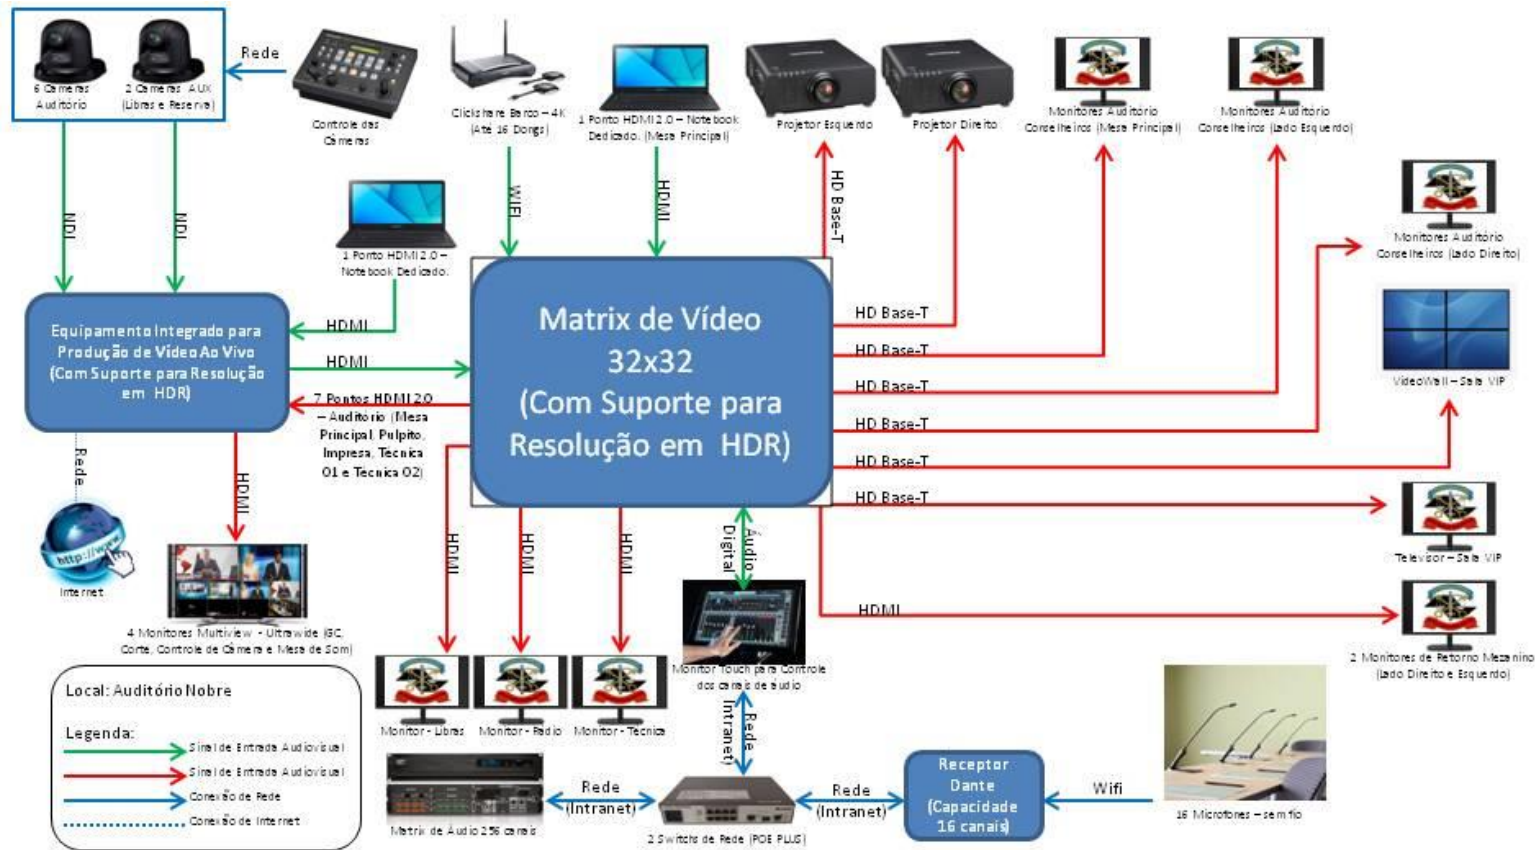 6 Cameras
Auditório
2 Cameras AUX
(Libras e Reserva)
Rede
Controle das
Câmeras
Clickshare Barco – 4K
(Até 16 Dongs)
1 Ponto HDMI 2.0 – Notebook
Dedicado. (Mesa Principal)
Projetor Esquerdo
Projetor Direito
Monitores Auditório
Conselheiros (Mesa Principal)
Monitores Auditório
Conselheiros (Lado Esquerdo)
NDI
NDI
1 Ponto HDMI 2.0 –
Notebook Dedicado.
WIFI
HDMI
HD Base-T
Monitores Auditório
Conselheiros (Lado Direito)
Equipamento Integrado para
Produção de Vídeo Ao Vivo
(Com Suporte para Resolução
em HDR)
HDMI
HDMI
7 Pontos HDMI 2.0
– Auditório (Mesa
Principal, Pulpito,
Impresa, Técnica
01 e Técnica 02)
Matrix de Vídeo
32x32
(Com Suporte para
Resolução em HDR)
HD Base-T
HD Base-T
HD Base-T
HD Base-T
HD Base-T
HD Base-T
HDMI
VideoWall – Sala VIP
Televisor – Sala VIP
2 Monitores de Retorno Mezanino
(Lado Direito e Esquerdo)
Rede
HDMI
http://www
Internet
4 Monitores Multiview - Ultrawide (GC,
Corte, Controle de Câmera e Mesa de Som)
HDMI
HDMI
HDMI
Áudio
Digital
Monitor - Libras
Monitor - Radio
Monitor - Técnica
Monitor Touch para Controle
dos canais de áudio
Rede
(Intranet)
Local: Auditório Nobre
Legenda:
Sinal de Entrada Audiovisual
Sinal de Entrada Audiovisual
Conexão de Rede
Conexão de Internet
Matrix de Áudio 256 canais
Rede
(Intranet)
2 Switchs de Rede (POE PLUS)
Rede
(Intranet)
Receptor
Dante
(Capacidade
16 canais)
Wifi
16 Microfones – sem fio